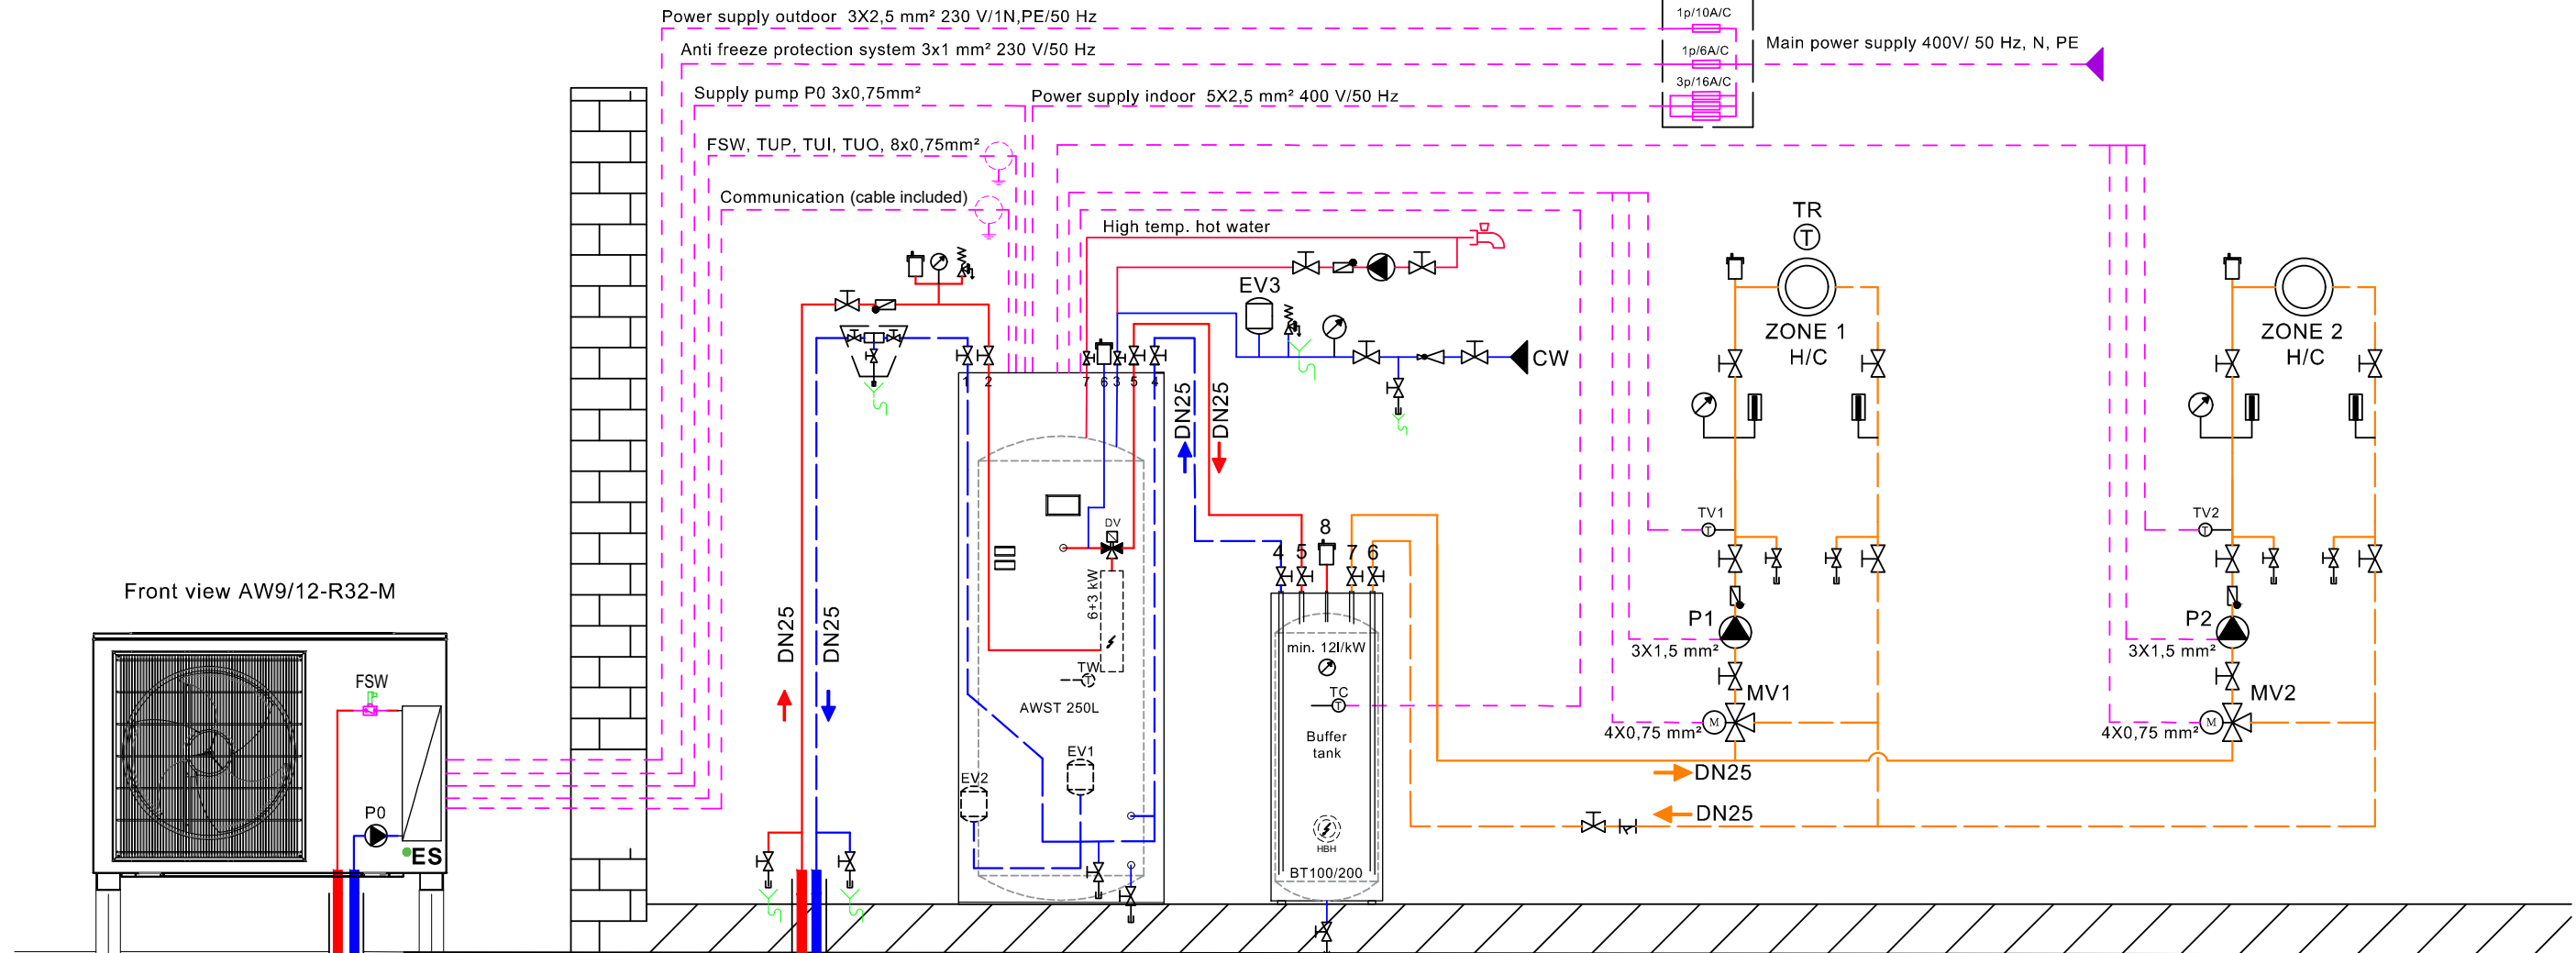 Power supply outdoor  3X2,5 mm² 230 V/1N,PE/50 Hz
1p/10A/C
Anti freeze protection system 3x1 mm² 230 V/50 Hz
1p/6A/C
Main power supply 400V/ 50 Hz, N, PE
3p/16A/C
Supply pump P0 3x0,75mm²
Power supply indoor  5X2,5 mm² 400 V/50 Hz
FSW, TUP, TUI, TUO, 8x0,75mm²
Communication (cable included)
High temp. hot water
TR
T
EV3
ZONE 1
H/C
ZONE 2
H/C
CW
1 2 7 6 3 5 4
DN25
DN25
DV
TV1
T
TV2
T
4 5 8 7 6
6+3 kW
Front view AW9/12-R32-M
DN25
DN25
P1
3X1,5 mm²
P2
3X1,5 mm²
min. 12l/kW
TW
T
TC
T
FSW
AWST 250L
MV1
M
4X0,75 mm²
MV2
M
4X0,75 mm²
Buffer
tank
EV1
EV2
DN25
DN25
P0
ES
HBH
BT100/200